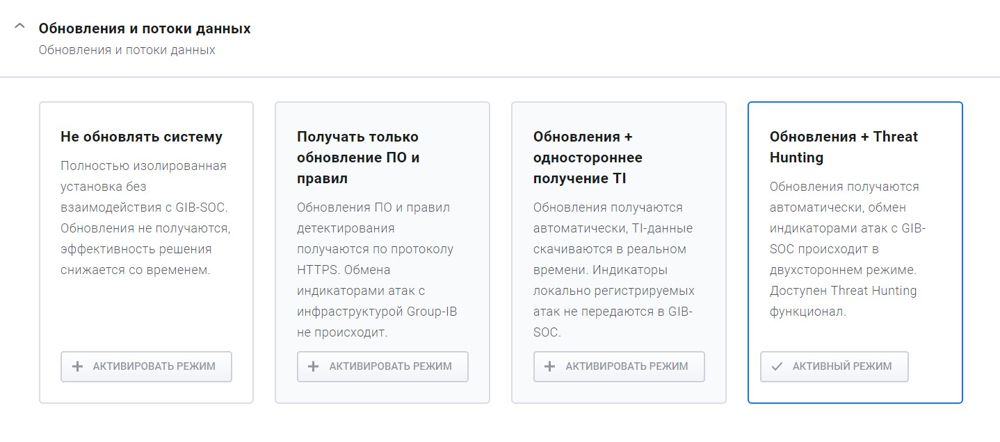 Обновления и потоки данных
Обновления и потоки данных
Не обновлять систему
Полностью изолированная
установка без
взаимодействия с GIB-SOC.
Обновления не получаются,
эффективность решения
снижается со временем.
АКТИВИРОВАТЬ РЕЖИМ
Получать только
обновление ПО и
правил
Обновления ПО и правил
детектирования
получаются по протоколу
HTTPS. Обмена
индикаторами атак с
инфраструктурой Group-IB
не происходит.
АКТИВИРОВАТЬ РЕЖИМ
Обновления +
одностороннее
получение TI
Обновления получаются
автоматически, TI-данные
скачиваются в реальном
времени. Индикаторы
локально регистрируемых
атак не передаются в GIB-
SOC.
АКТИВИРОВАТЬ РЕЖИМ
Обновления + Threat
Hunting
Обновления получаются
автоматически, обмен
индикаторами атак с GIB-
SOC происходит в
двухстороннем режиме.
Доступен Threat Hunting
функционал.
АКТИВНЫЙ РЕЖИМ